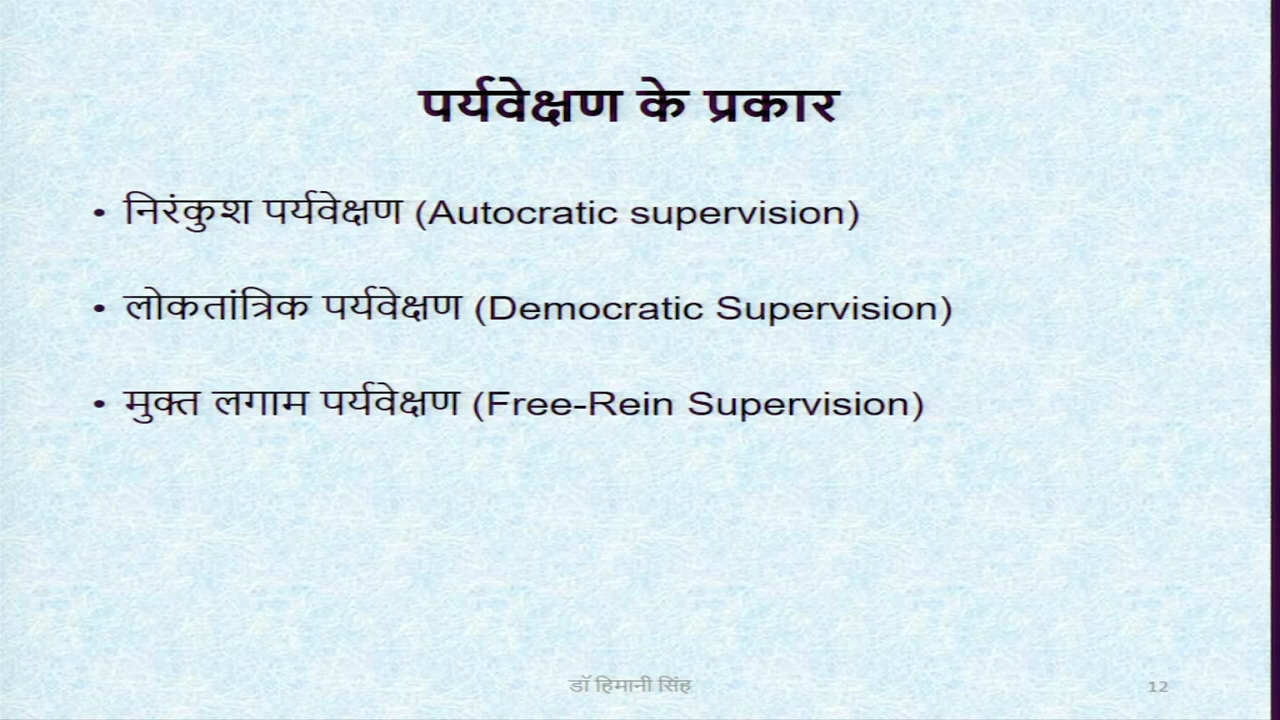 पर्यवेक्षण के प्रकार
• निरंकुश पर्यवेक्षण (Autocratic supervision)
• लोकतांत्रिक पर्यवेक्षण (Democratic Supervision)
• मुक्त लगाम पर्यवेक्षण (Free-Rein Supervision)
डॉ हिमानी सिंह
12